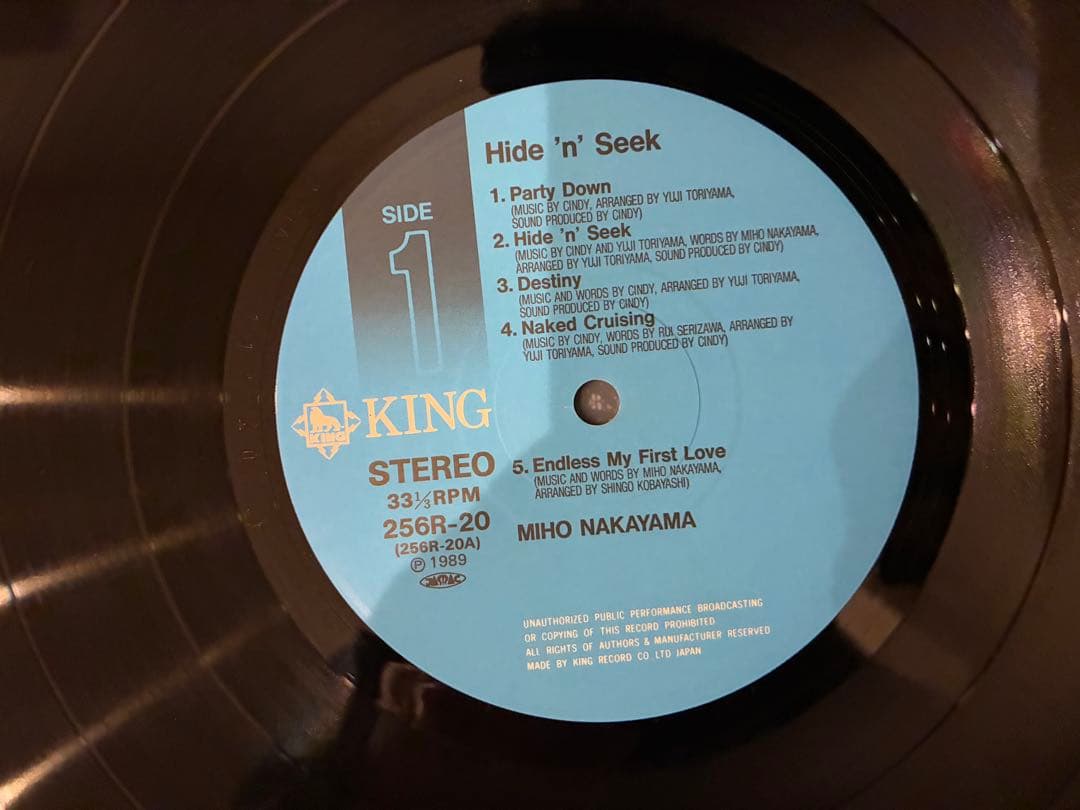 Hide 'n' Seek
1. Party Down
(MUSIC BY CINDY, ARRANGED BY YUJI TORIYAMA,
SOUND PRODUCED BY CINDY)
2. Hide 'n' Seek
(MUSIC BY CINDY AND YUJI TORIYAMA, WORDS BY MIHO NAKAYAMA,
ARRANGED BY YUJI TORIYAMA, SOUND PRODUCED BY CINDY)
3. Destiny
(MUSIC AND WORDS BY CINDY, ARRANGED BY YUJI TORIYAMA,
SOUND PRODUCED BY CINDY)
4. Naked Cruising
(MUSIC BY CINDY, WORDS BY RUI SERIZAWA, ARRANGED BY
YUJI TORIYAMA, SOUND PRODUCED BY CINDY)
5. Endless My First Love
(MUSIC AND WORDS BY MIHO NAKAYAMA,
ARRANGED BY SHINGO KOBAYASHI)
MIHO NAKAYAMA
SIDE
1
KING
KING
STEREO
33⅓RPM
256R-20
(256R-20A)
Ⓟ 1989
JASRAC
UNAUTHORIZED PUBLIC PERFORMANCE BROADCASTING
OR COPYING OF THIS RECORD PROHIBITED
ALL RIGHTS OF AUTHORS & MANUFACTURER RESERVED
MADE BY KING RECORD CO LTD JAPAN